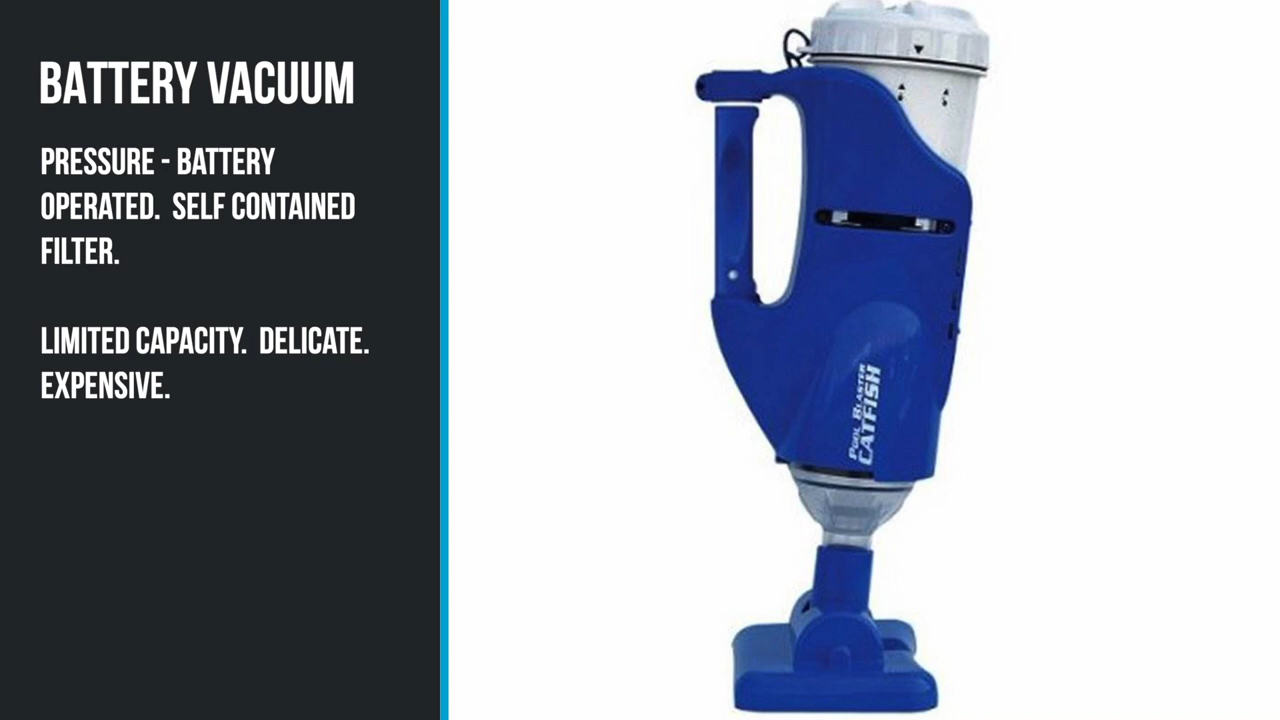 BATTERY VACUUM
PRESSURE - BATTERY
OPERATED. SELF CONTAINED
FILTER.
LIMITED CAPACITY. DELICATE.
EXPENSIVE.
POOL BLASTER
CATFISH